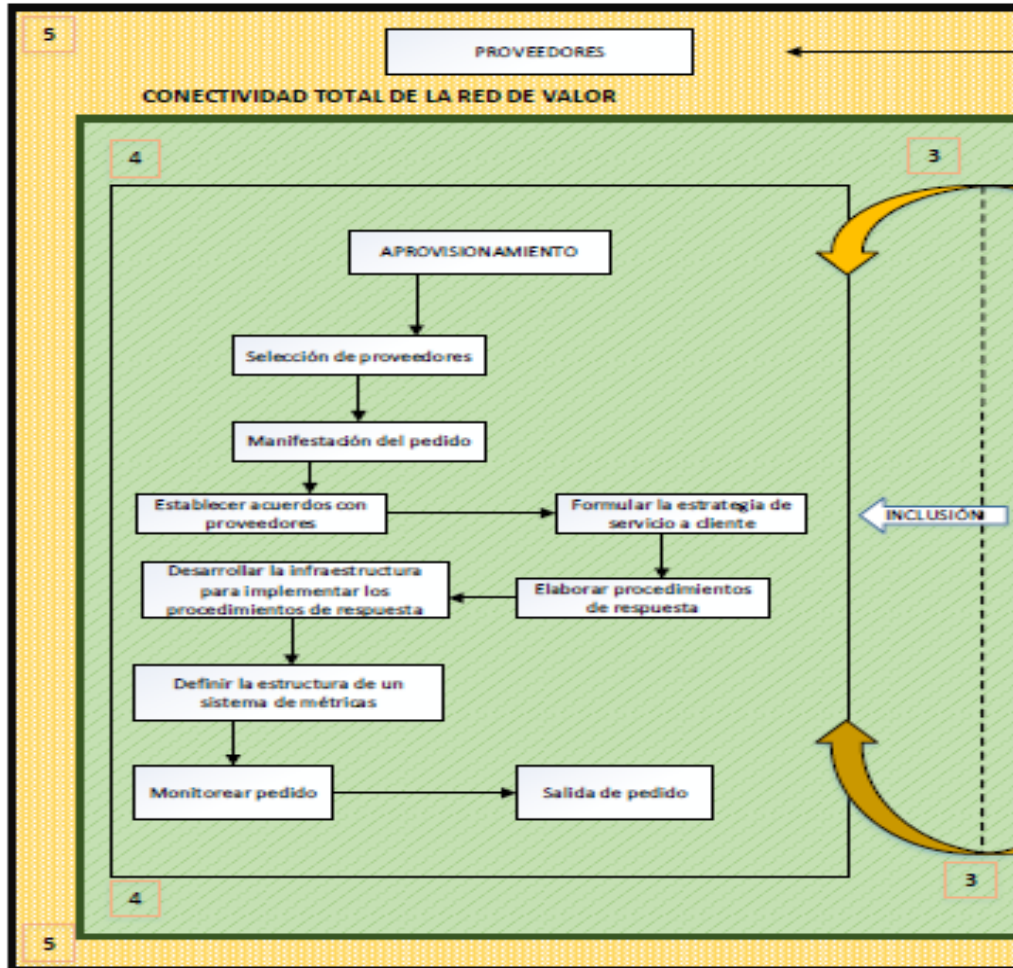 5
PROVEEDORES
CONECTIVIDAD TOTAL DE LA RED DE VALOR
4
3
APROVISIONAMIENTO
Selección de proveedores
Manifestación del pedido
Establecer acuerdos con
proveedores
Formular la estrategia de
servicio a cliente
INCLUSIÓN
Desarrollar la infraestructura
para implementar los
procedimientos de respuesta
Elaborar procedimientos
de respuesta
Definir la estructura de un
sistema de métricas
Monitorear pedido
Salida de pedido
4
3
5